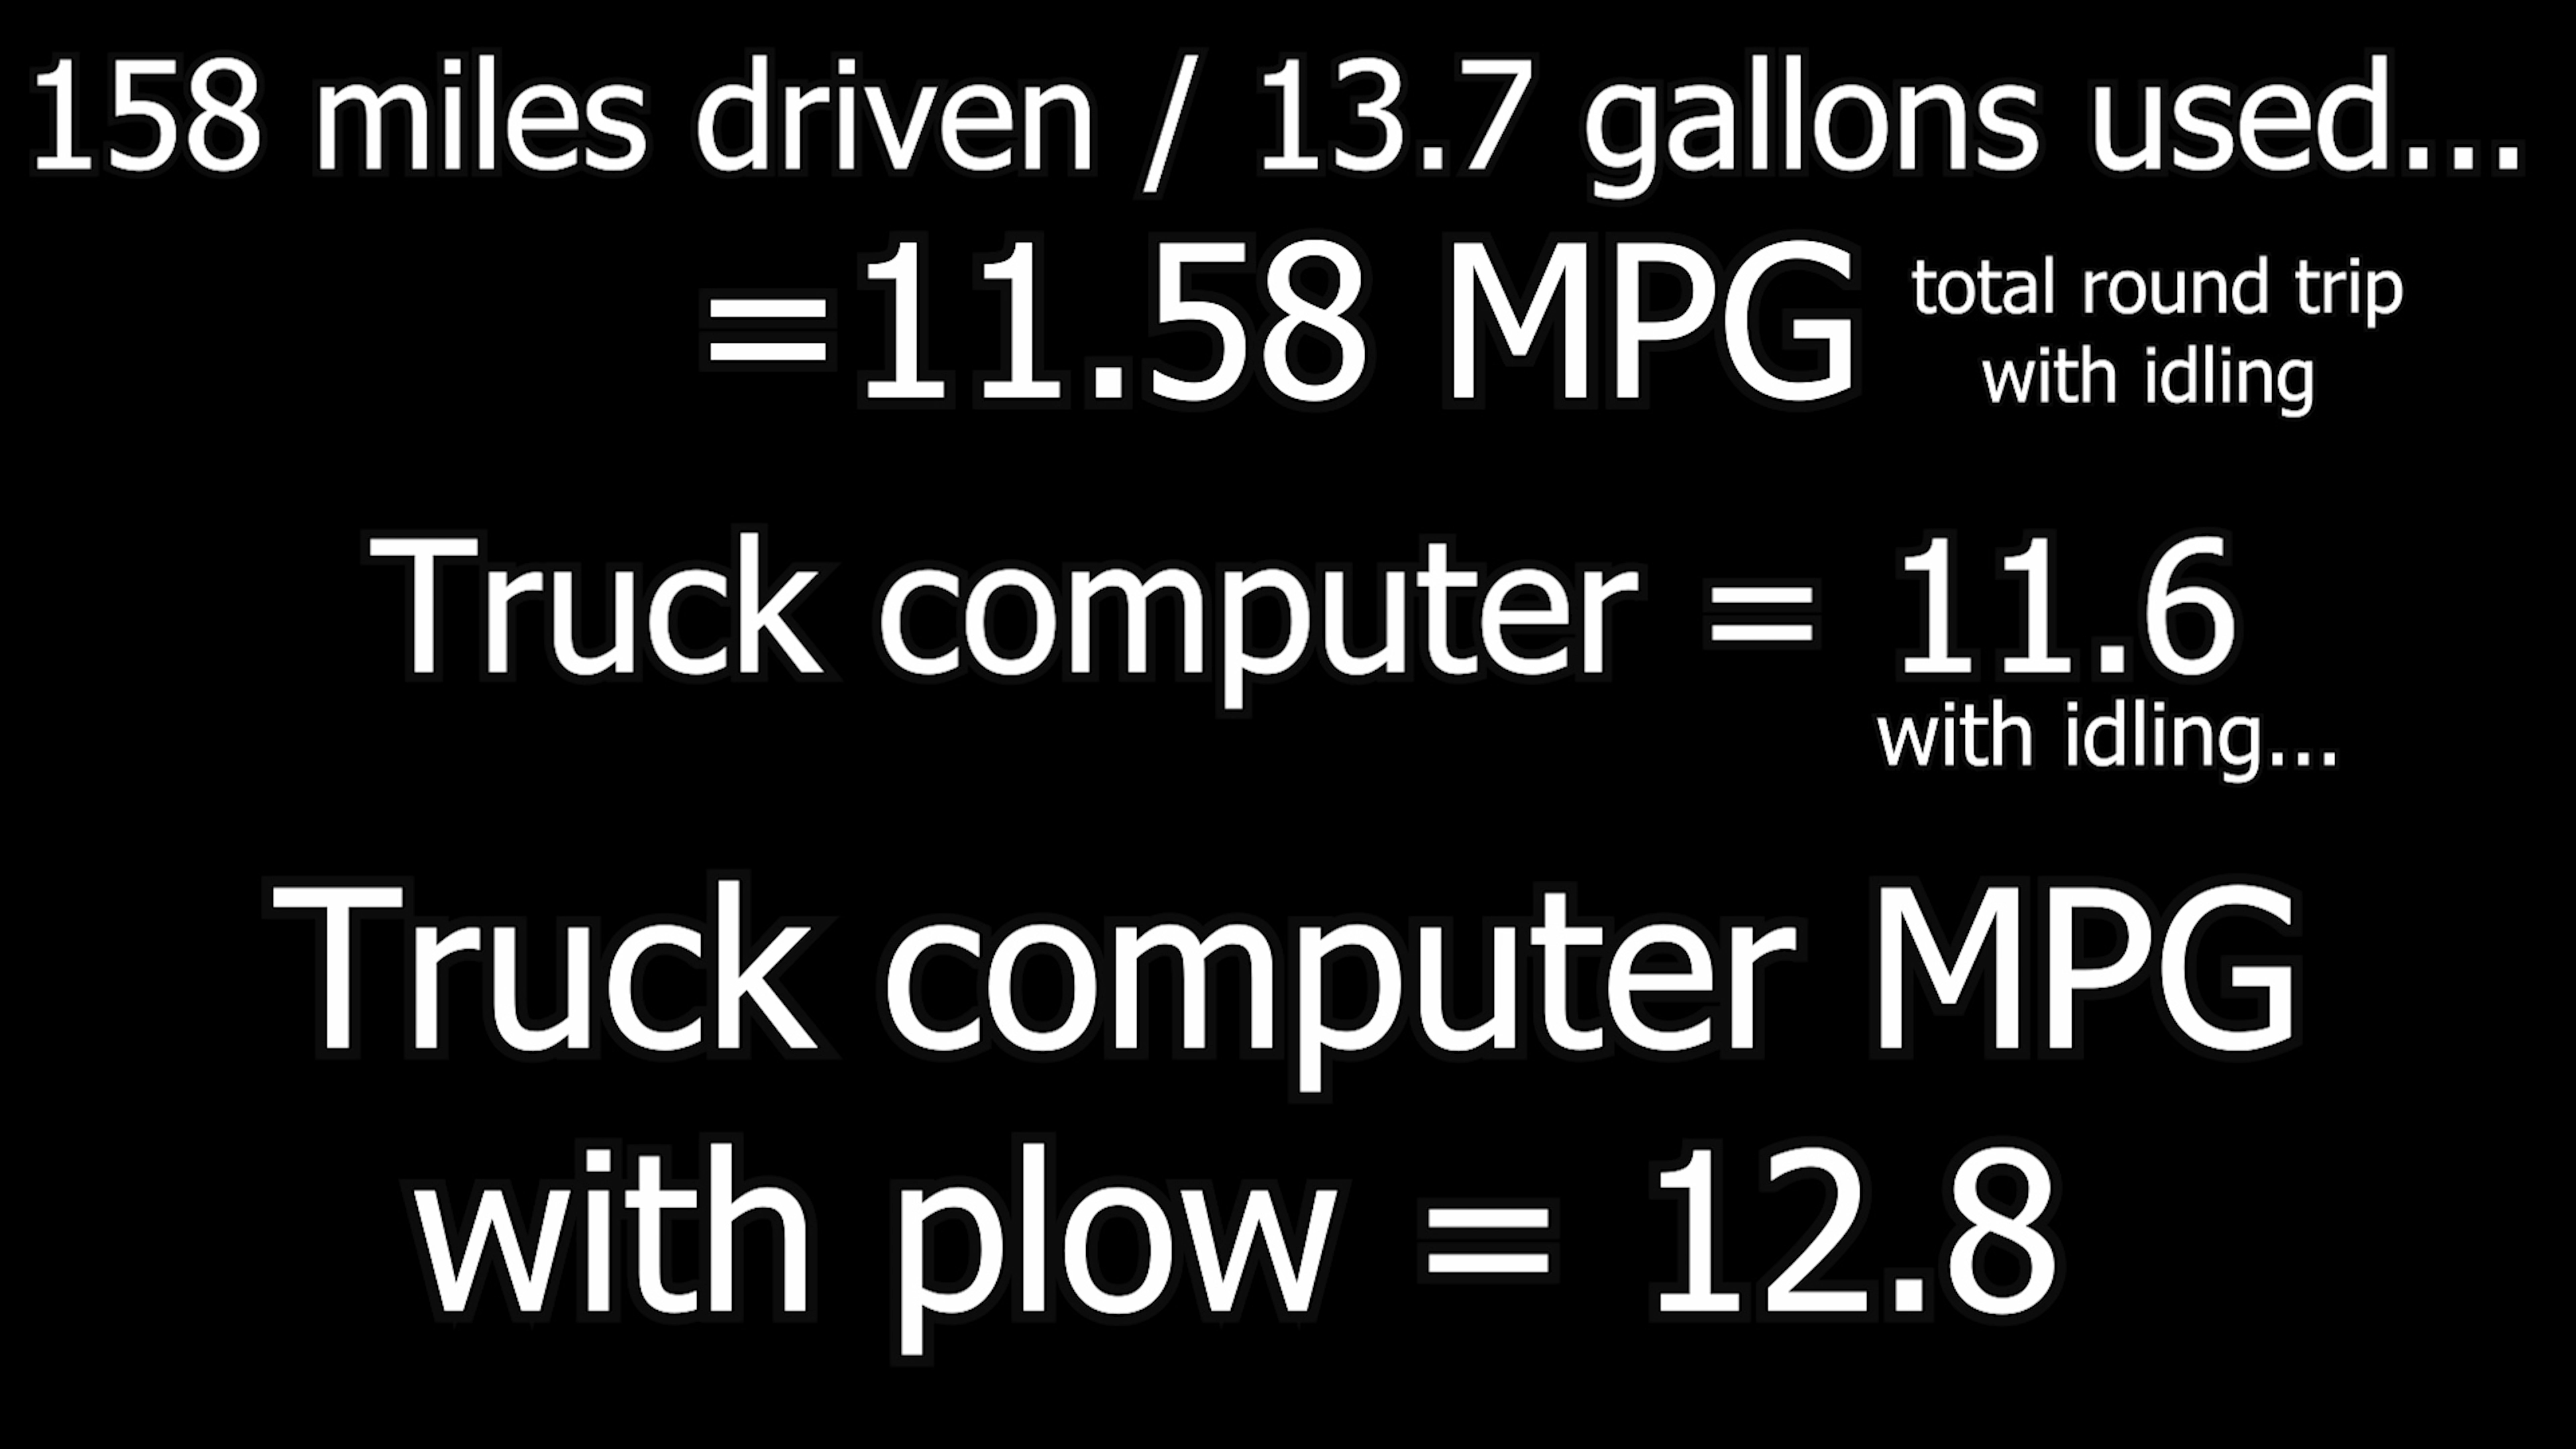 158 miles driven / 13.7 gallons used...
=11.58 MPG total round trip
with idling
Truck computer = 11.6
with idling...
Truck computer MPG
with plow = 12.8